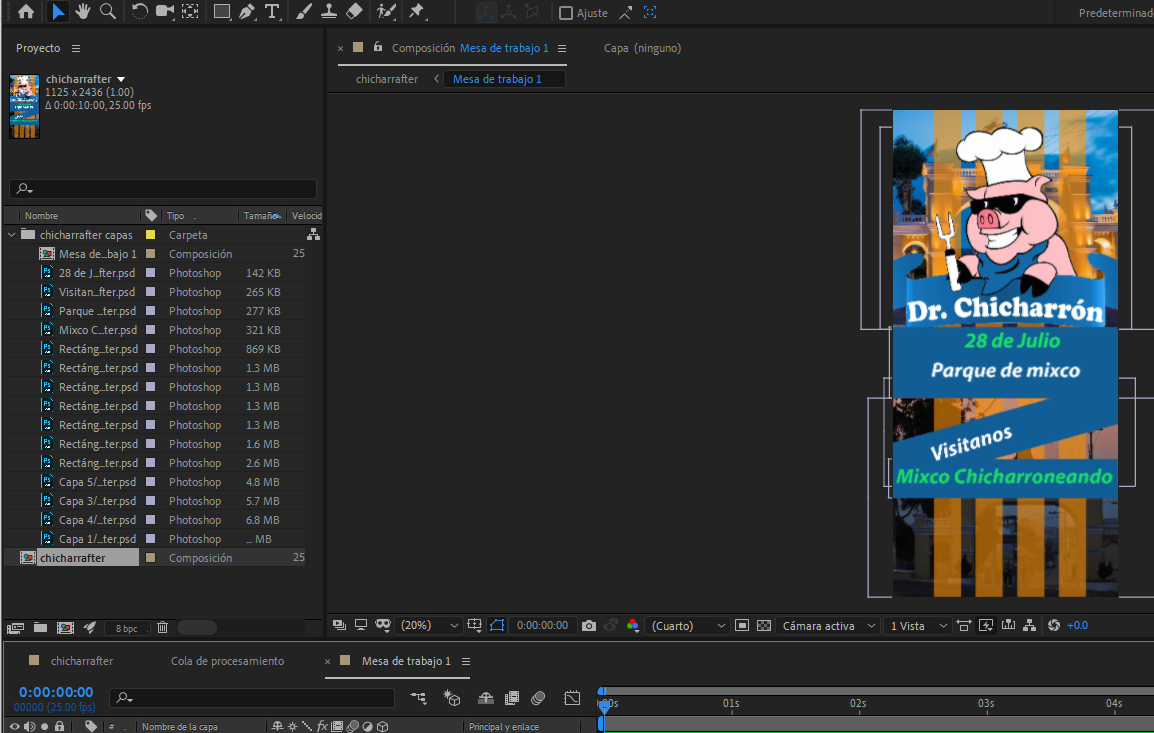 Ajuste
Predeterminad
Proyecto
Composición Mesa de trabajo 1
Capa (ninguno)
chicharrafter
1125 x 2436 (1.00)
Δ 0:00:10:00, 25.00 fps
chicharrafter
Mesa de trabajo 1
Nombre Tipo Tamaño Velocid
chicharrafter capas Carpeta
Mesa de...bajo 1 Composición 25
28 de J...fter.psd Photoshop 142 KB
Visitan...fter.psd Photoshop 265 KB
Parque ...ter.psd Photoshop 277 KB
Mixco C...ter.psd Photoshop 321 KB
Rectáng...ter.psd Photoshop 869 KB
Rectáng...ter.psd Photoshop 1.3 MB
Rectáng...ter.psd Photoshop 1.3 MB
Rectáng...ter.psd Photoshop 1.3 MB
Rectáng...ter.psd Photoshop 1.3 MB
Rectáng...ter.psd Photoshop 1.6 MB
Rectáng...ter.psd Photoshop 2.6 MB
Capa 5/...ter.psd Photoshop 4.8 MB
Capa 3/...ter.psd Photoshop 5.7 MB
Capa 4/...ter.psd Photoshop 6.8 MB
Capa 1/...ter.psd Photoshop ... MB
chicharrafter Composición 25
Dr. Chicharrón
28 de Julio
Parque de mixco
Visitanos
Mixco Chicharroneando
8 bpc
(20%)
0:00:00:00
(Cuarto)
Cámara activa
1 Vista
+0.0
chicharrafter
Cola de procesamiento
Mesa de trabajo 1
0:00:00:00
00000 (25.00 fps)
:00s 01s 02s 03s 04s
# Nombre de la capa
fx
Principal y enlace